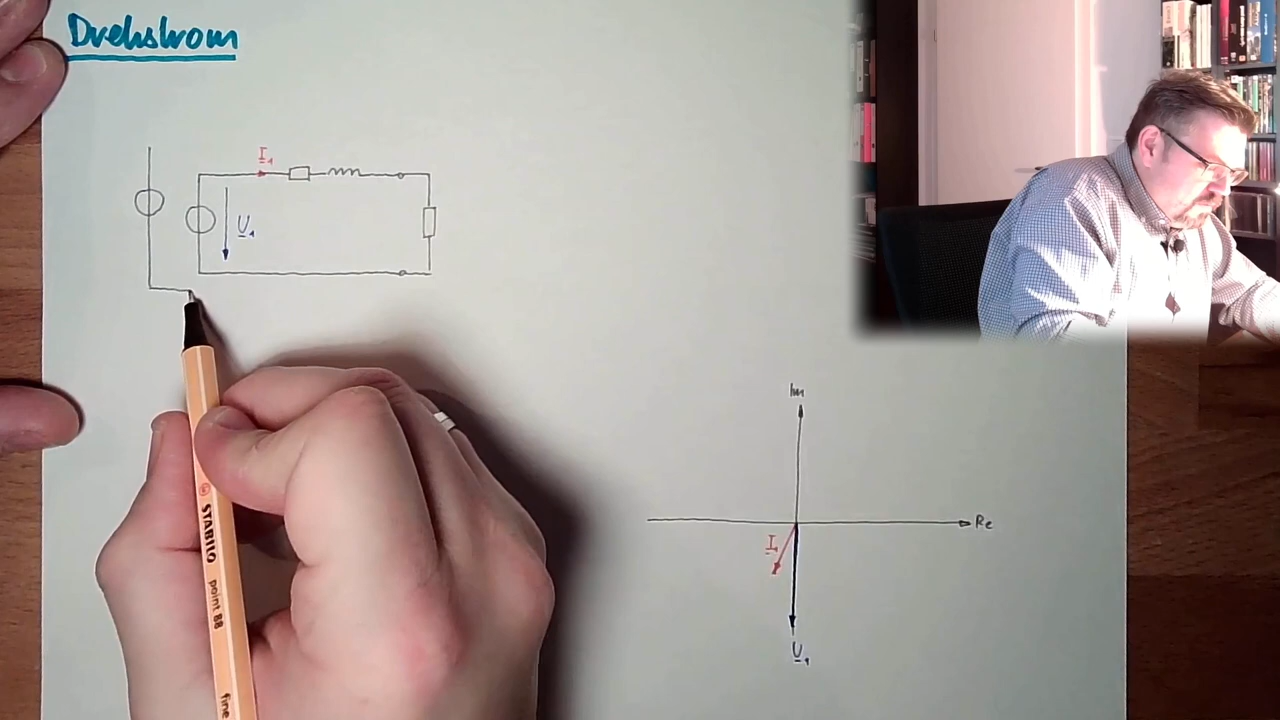 Drehstrom
I1
U1
Im
Re
I1
U1
STABILO
point 88
fine